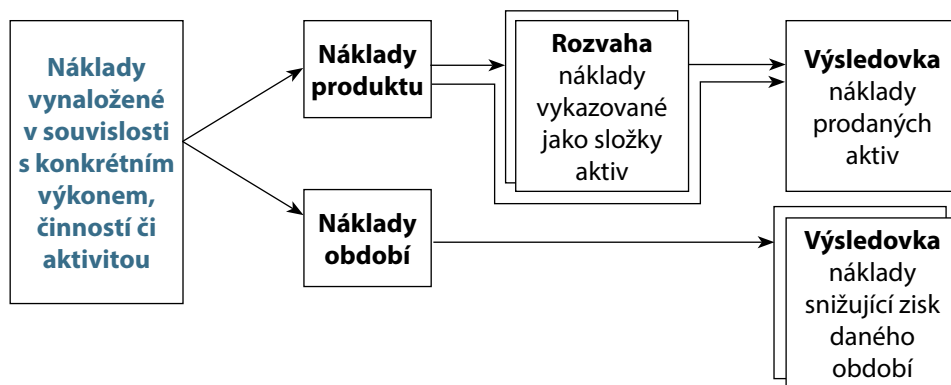 Náklady
vynaložené
v souvislosti
s konkrétním
výkonem,
činností či
aktivitou
Náklady
produktu
Rozvaha
náklady
vykazované
jako složky
aktiv
Výsledovka
náklady
prodaných
aktiv
Náklady
období
Výsledovka
náklady
snižující zisk
daného
období